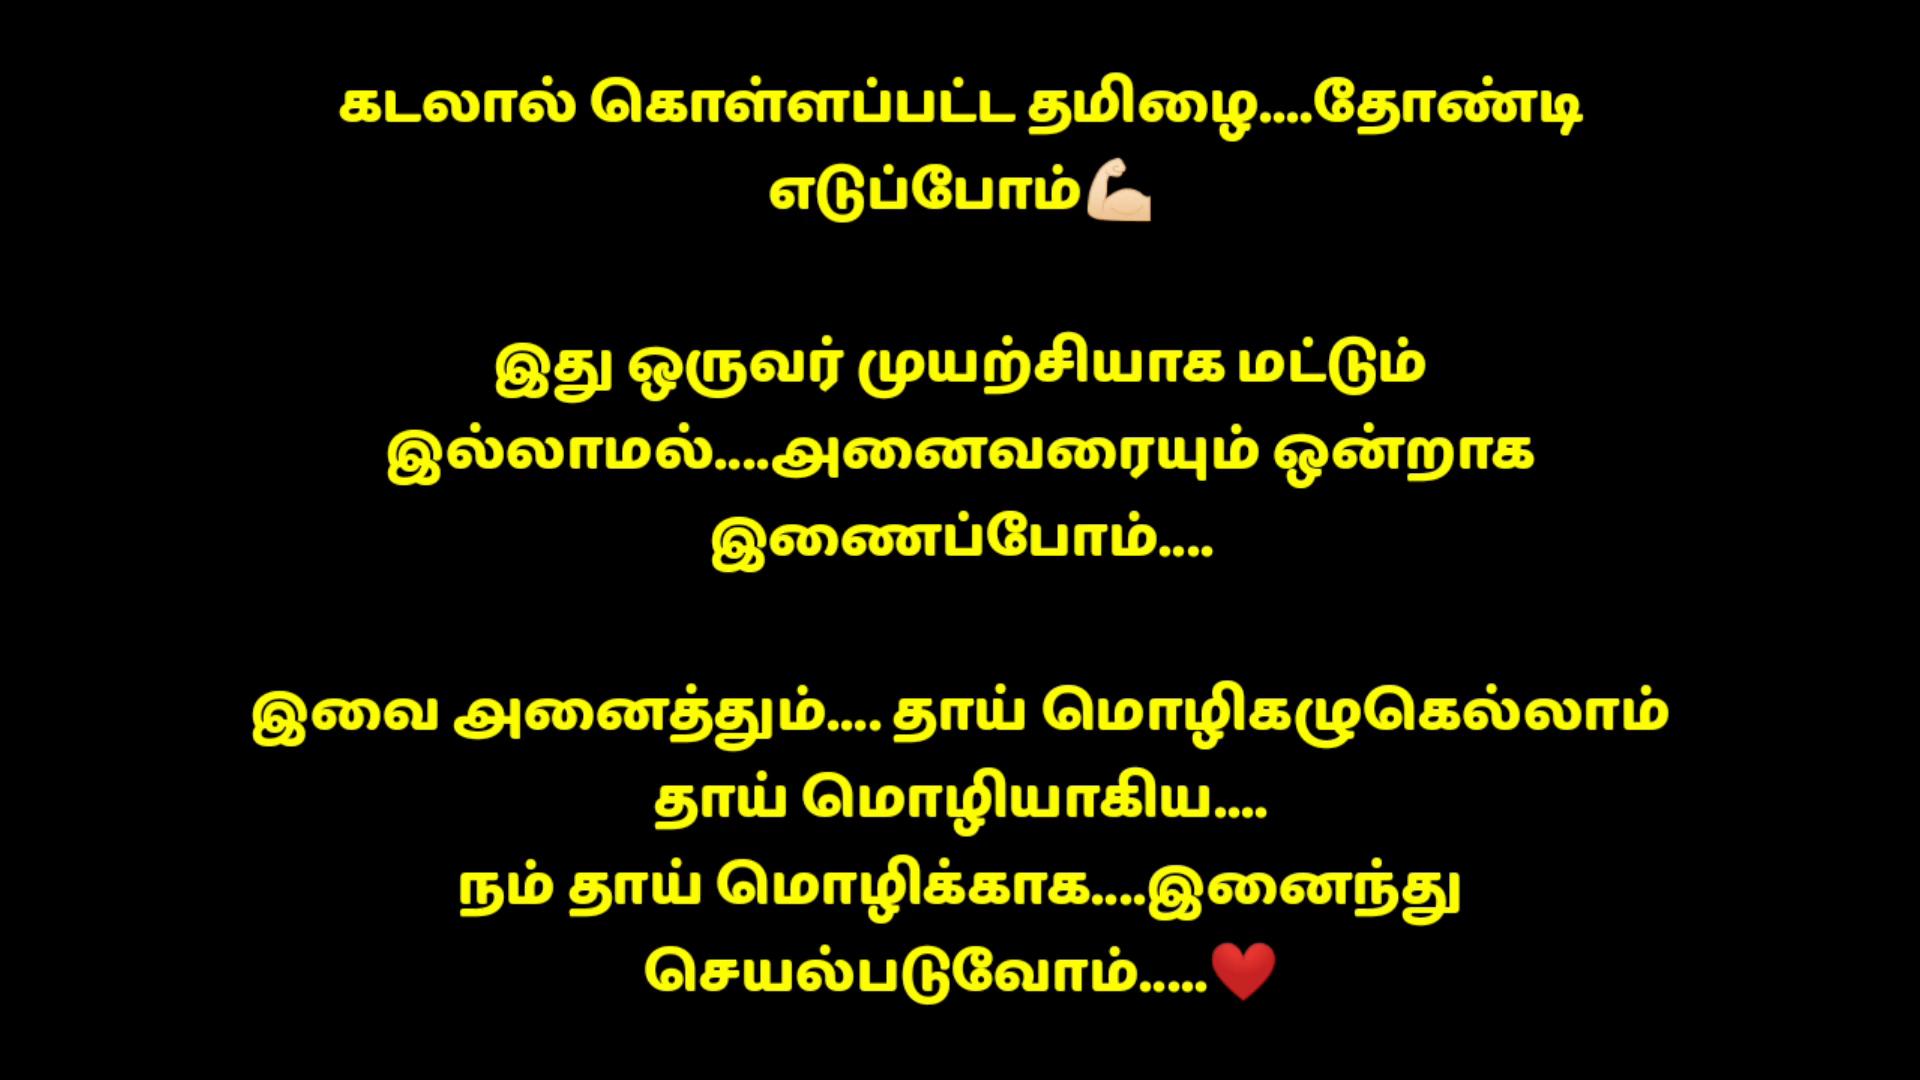 கடலால் கொள்ளப்பட்ட தமிழை....தோண்டி
எடுப்போம்💪🏻
இது ஒருவர் முயற்சியாக மட்டும்
இல்லாமல்....அனைவரையும் ஒன்றாக
இணைப்போம்....
இவை அனைத்தும்.... தாய் மொழிகழுகெல்லாம்
தாய் மொழியாகிய....
நம் தாய் மொழிக்காக....இனைந்து
செயல்படுவோம்.....❤️